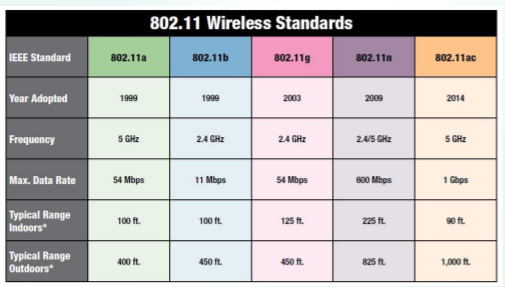 802.11 Wireless Standards
IEEE Standard 802.11a 802.11b 802.11g 802.11n 802.11ac
Year Adopted 1999 1999 2003 2009 2014
Frequency 5 GHz 2.4 GHz 2.4 GHz 2.4/5 GHz 5 GHz
Max. Data Rate 54 Mbps 11 Mbps 54 Mbps 600 Mbps 1 Gbps
Typical Range
Indoors* 100 ft. 100 ft. 125 ft. 225 ft. 90 ft.
Typical Range
Outdoors* 400 ft. 450 ft. 450 ft. 825 ft. 1,000 ft.